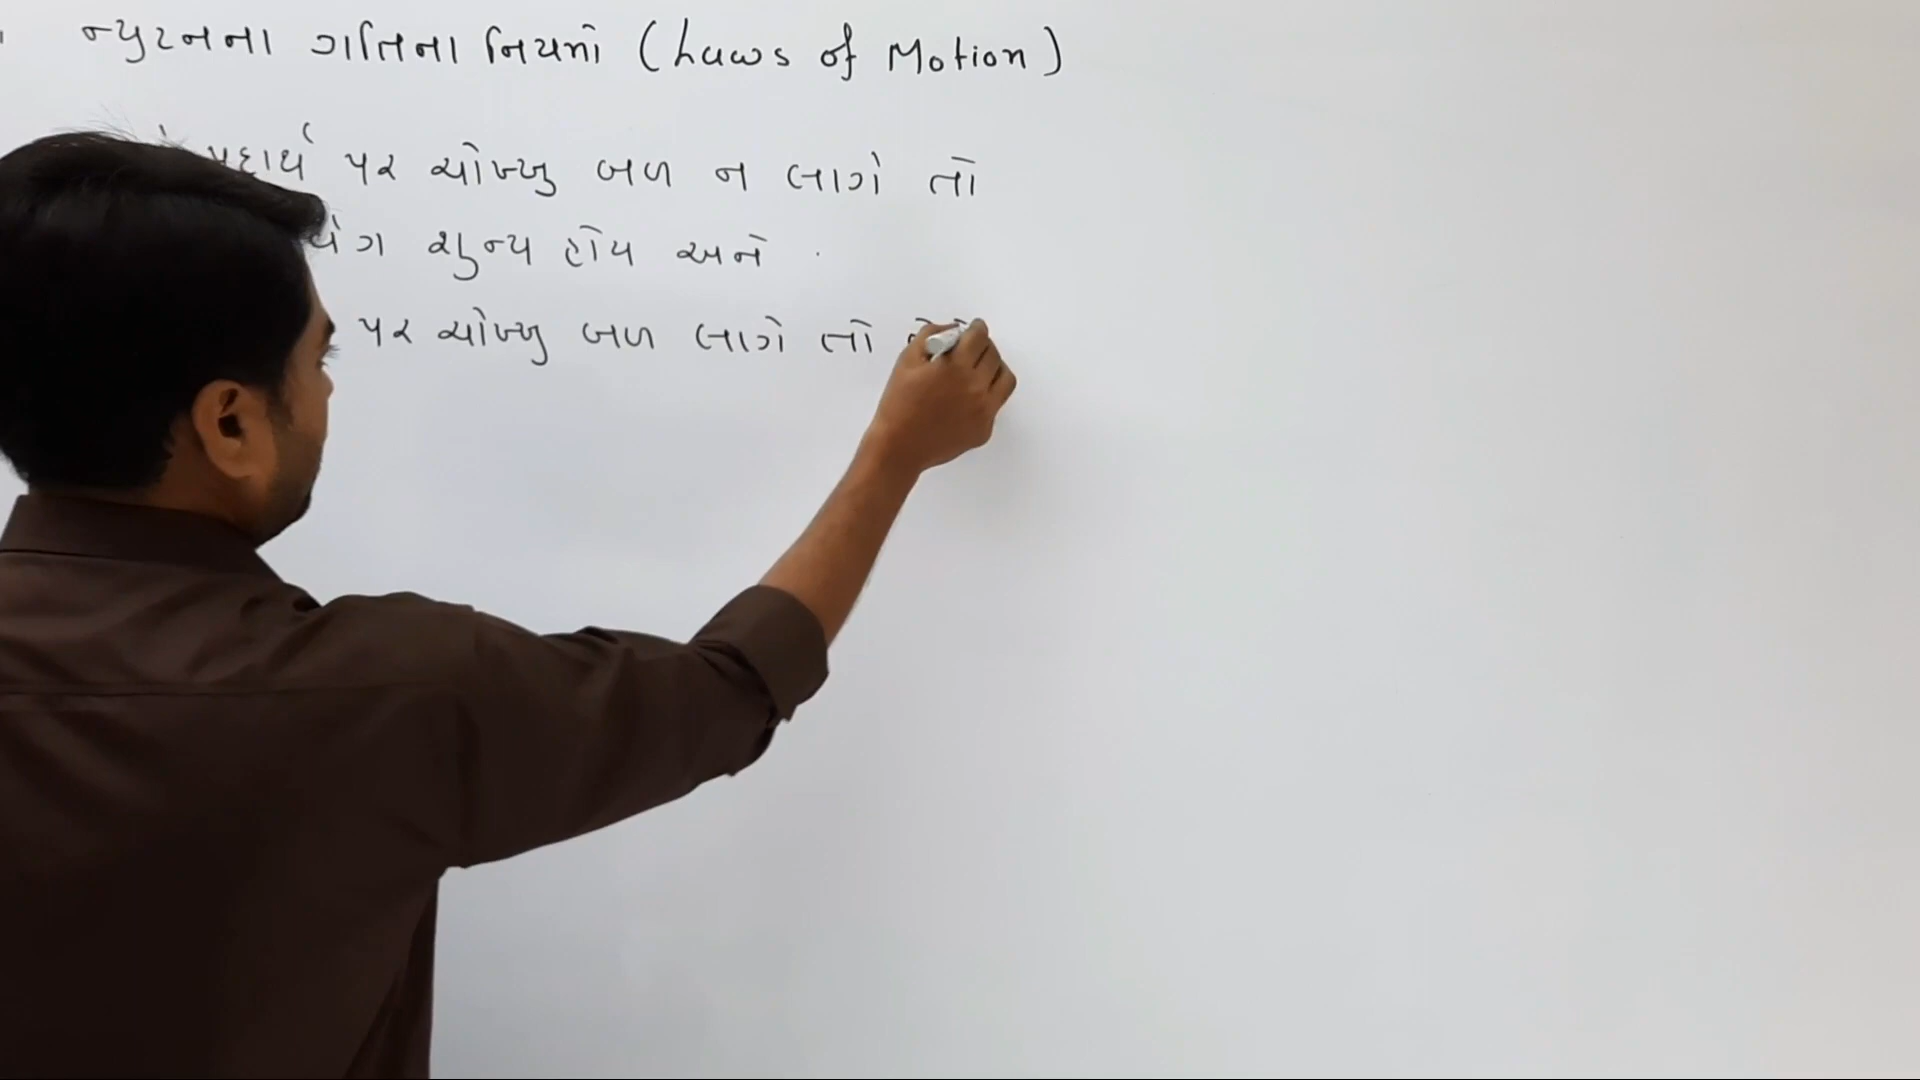 ન્યુટનના ગતિના નિયમો (Laws of Motion)
પદાર્થ પર ચોખ્ખુ બળ ન લાગે તો
શુન્ય હોય અને
પર ચોખ્ખુ બળ લાગે તો